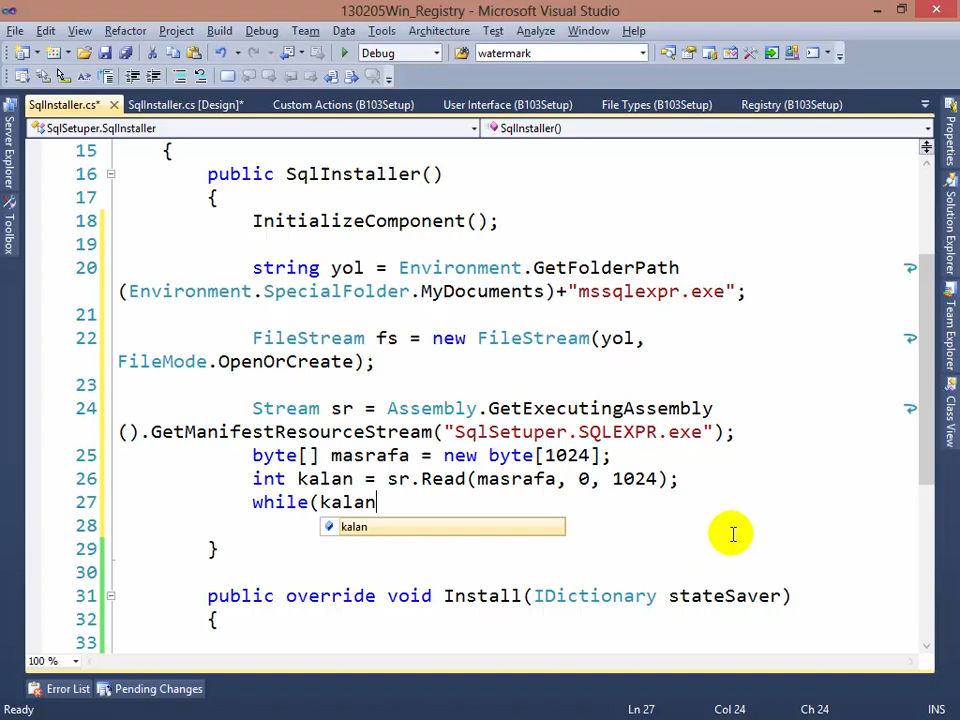 130205Win_Registry - Microsoft Visual Studio
File Edit View Refactor Project Build Debug Team Data Tools Architecture Test Analyze Window Help
Debug watermark
SqlInstaller.cs* SqlInstaller.cs [Design]* Custom Actions (B103Setup) User Interface (B103Setup) File Types (B103Setup) Registry (B103Setup)
SqlSetuper.SqlInstaller SqlInstaller()
15 {
16 public SqlInstaller()
17 {
18 InitializeComponent();
19
20 string yol = Environment.GetFolderPath
(Environment.SpecialFolder.MyDocuments)+"mssqlexpr.exe";
21
22 FileStream fs = new FileStream(yol,
FileMode.OpenOrCreate);
23
24 Stream sr = Assembly.GetExecutingAssembly
().GetManifestResourceStream("SqlSetuper.SQLEXPR.exe");
25 byte[] masrafa = new byte[1024];
26 int kalan = sr.Read(masrafa, 0, 1024);
27 while(kalan
kalan
28
29 }
30
31 public override void Install(IDictionary stateSaver)
32 {
33
100 %
Error List Pending Changes
Ready Ln 27 Col 24 Ch 24 INS
Server Explorer
Toolbox
Properties
Solution Explorer
Team Explorer
Class View